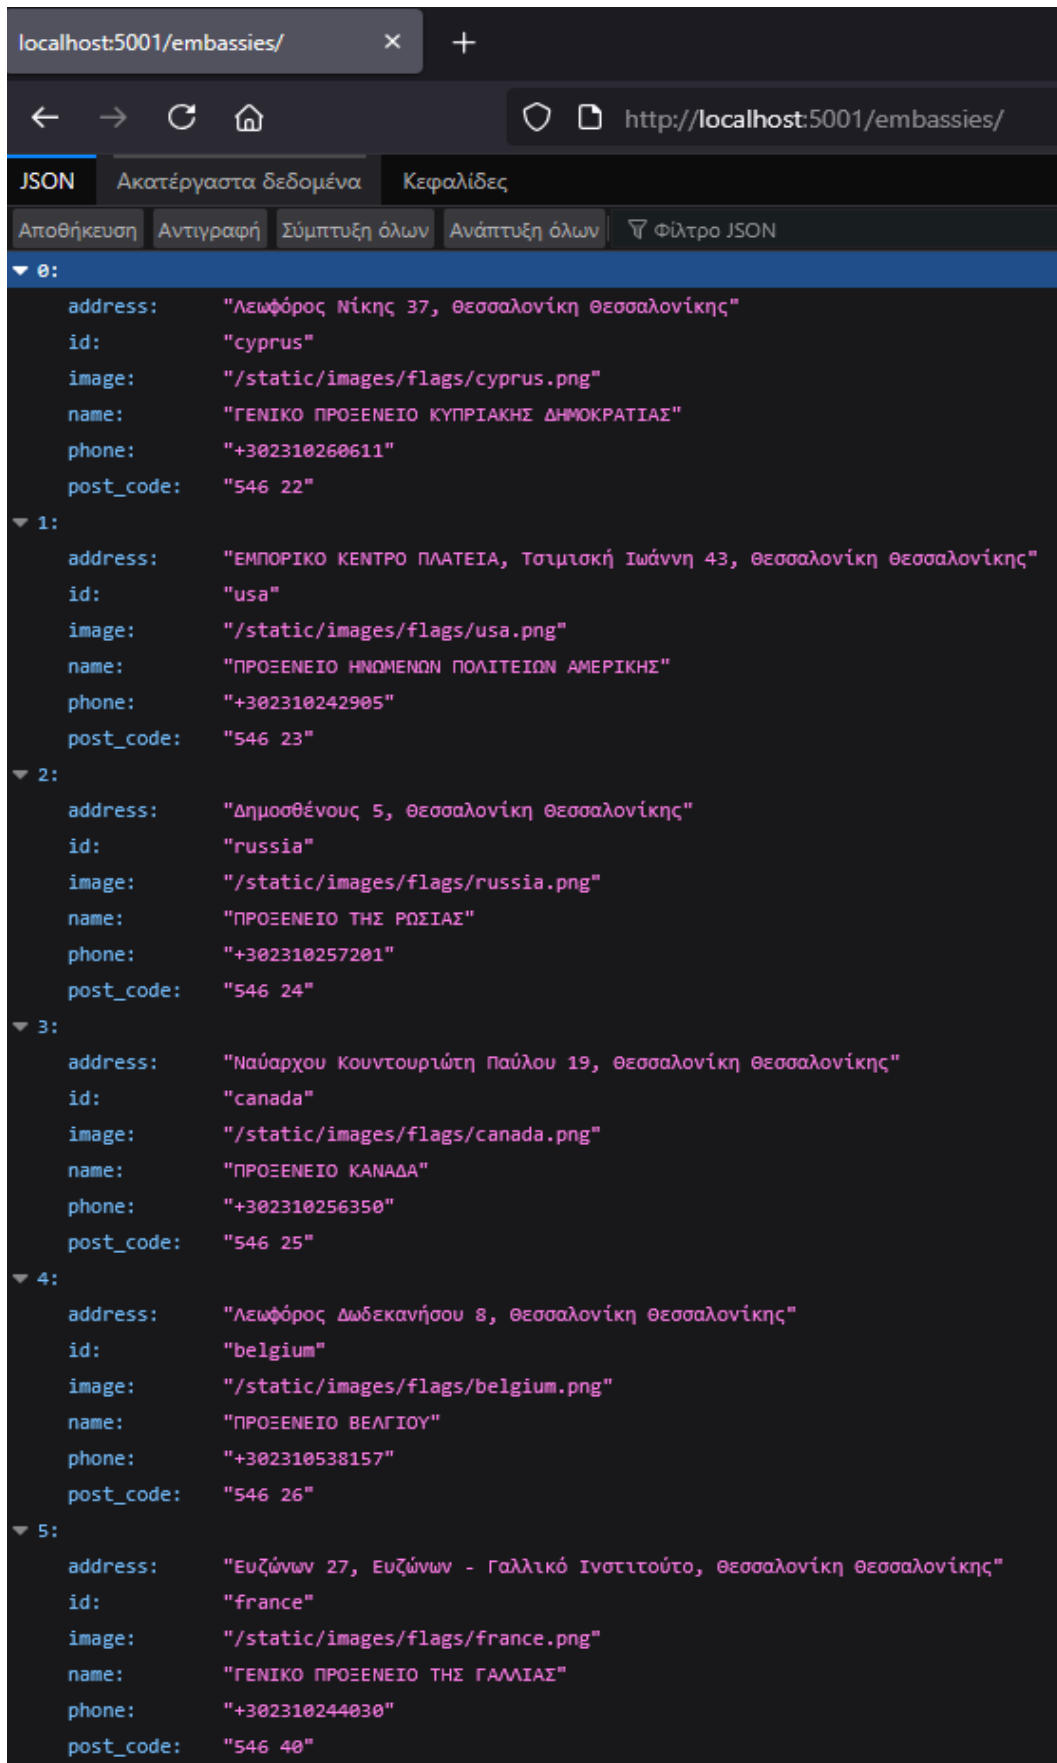 localhost:5001/embassies/
http://localhost:5001/embassies/
JSON Ακατέργαστα δεδομένα Κεφαλίδες
Αποθήκευση Αντιγραφή Σύμπτυξη όλων Ανάπτυξη όλων Φίλτρο JSON
0:
address: "Λεωφόρος Νίκης 37, Θεσσαλονίκη Θεσσαλονίκης"
id: "cyprus"
image: "/static/images/flags/cyprus.png"
name: "ΓΕΝΙΚΟ ΠΡΟΞΕΝΕΙΟ ΚΥΠΡΙΑΚΗΣ ΔΗΜΟΚΡΑΤΙΑΣ"
phone: "+302310260611"
post_code: "546 22"
1:
address: "ΕΜΠΟΡΙΚΟ ΚΕΝΤΡΟ ΠΛΑΤΕΙΑ, Τσιμισκή Ιωάννη 43, Θεσσαλονίκη Θεσσαλονίκης"
id: "usa"
image: "/static/images/flags/usa.png"
name: "ΠΡΟΞΕΝΕΙΟ ΗΝΩΜΕΝΩΝ ΠΟΛΙΤΕΙΩΝ ΑΜΕΡΙΚΗΣ"
phone: "+302310242905"
post_code: "546 23"
2:
address: "Δημοσθένους 5, Θεσσαλονίκη Θεσσαλονίκης"
id: "russia"
image: "/static/images/flags/russia.png"
name: "ΠΡΟΞΕΝΕΙΟ ΤΗΣ ΡΩΣΙΑΣ"
phone: "+302310257201"
post_code: "546 24"
3:
address: "Ναύαρχου Κουντουριώτη Παύλου 19, Θεσσαλονίκη Θεσσαλονίκης"
id: "canada"
image: "/static/images/flags/canada.png"
name: "ΠΡΟΞΕΝΕΙΟ ΚΑΝΑΔΑ"
phone: "+302310256350"
post_code: "546 25"
4:
address: "Λεωφόρος Δωδεκανήσου 8, Θεσσαλονίκη Θεσσαλονίκης"
id: "belgium"
image: "/static/images/flags/belgium.png"
name: "ΠΡΟΞΕΝΕΙΟ ΒΕΛΓΙΟΥ"
phone: "+302310538157"
post_code: "546 26"
5:
address: "Ευζώνων 27, Ευζώνων - Γαλλικό Ινστιτούτο, Θεσσαλονίκη Θεσσαλονίκης"
id: "france"
image: "/static/images/flags/france.png"
name: "ΓΕΝΙΚΟ ΠΡΟΞΕΝΕΙΟ ΤΗΣ ΓΑΛΛΙΑΣ"
phone: "+302310244030"
post_code: "546 40"